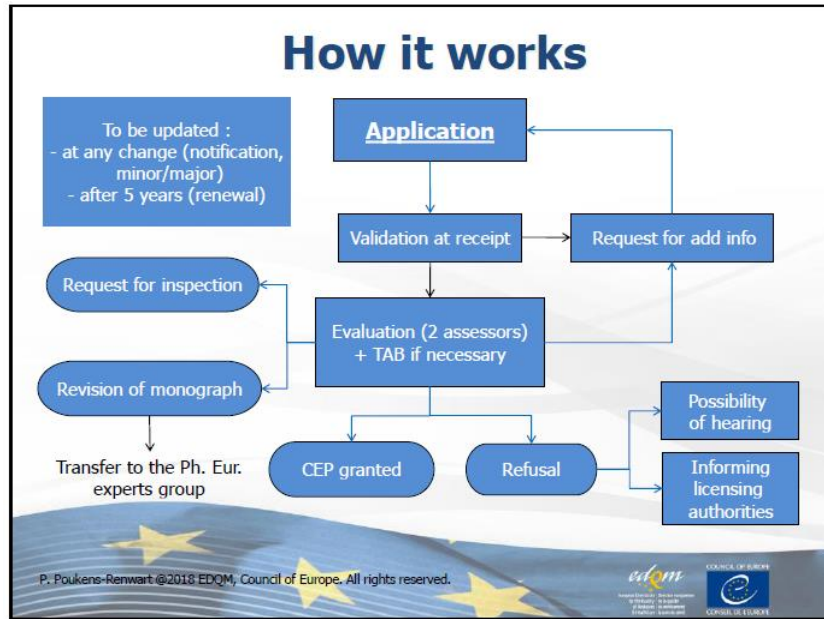 How it works
To be updated :
- at any change (notification,
minor/major)
- after 5 years (renewal)
Application
Validation at receipt
Request for add info
Request for inspection
Evaluation (2 assessors)
+ TAB if necessary
Revision of monograph
Transfer to the Ph. Eur.
experts group
CEP granted
Refusal
Possibility
of hearing
Informing
licensing
authorities
P. Poukens-Renwart @2018 EDQM, Council of Europe. All rights reserved.
edqm
COUNCIL OF EUROPE
CONSEIL DE L'EUROPE